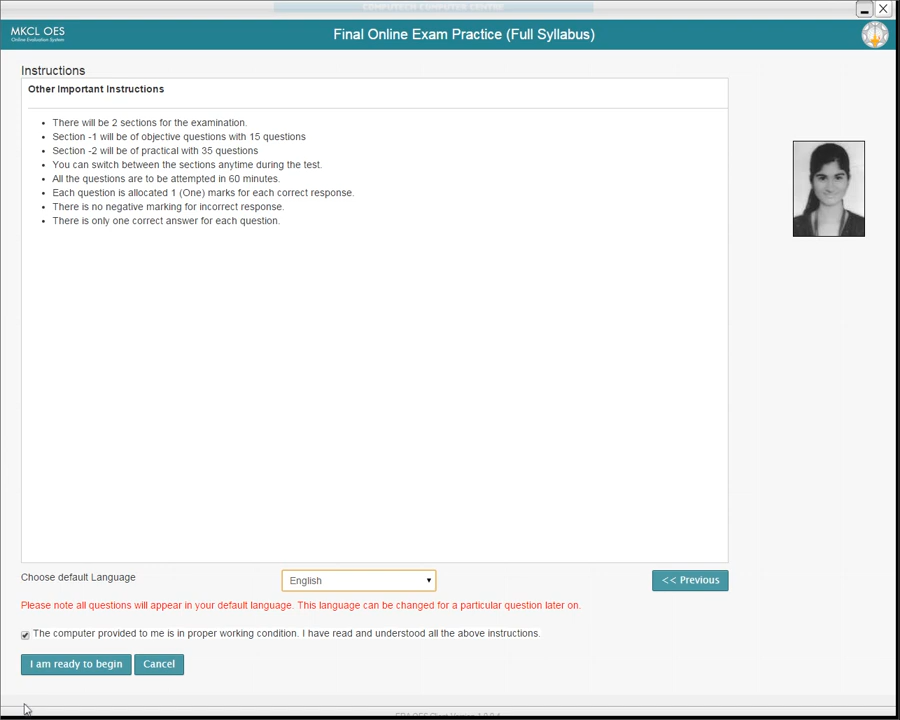 COMPUTECH COMPUTER CENTRE
MKCL OES
Online Evaluation System
Final Online Exam Practice (Full Syllabus)
Instructions
Other Important Instructions
There will be 2 sections for the examination.
Section -1 will be of objective questions with 15 questions
Section -2 will be of practical with 35 questions
You can switch between the sections anytime during the test.
All the questions are to be attempted in 60 minutes.
Each question is allocated 1 (One) marks for each correct response.
There is no negative marking for incorrect response.
There is only one correct answer for each question.
Choose default Language
English
<< Previous
Please note all questions will appear in your default language. This language can be changed for a particular question later on.
The computer provided to me is in proper working condition. I have read and understood all the above instructions.
I am ready to begin
Cancel